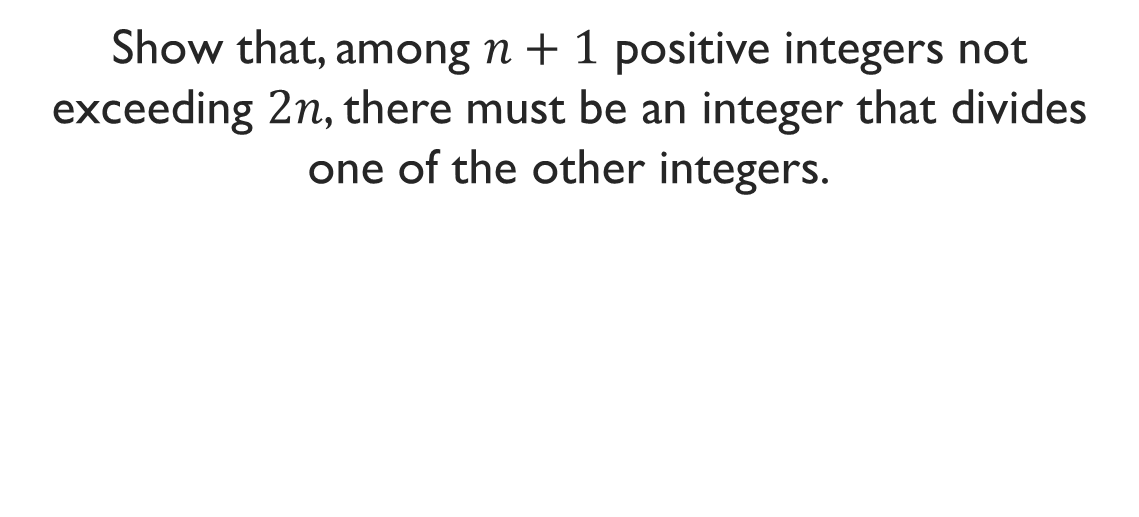 Show that, among n + 1 positive integers not
exceeding 2n, there must be an integer that divides
one of the other integers.